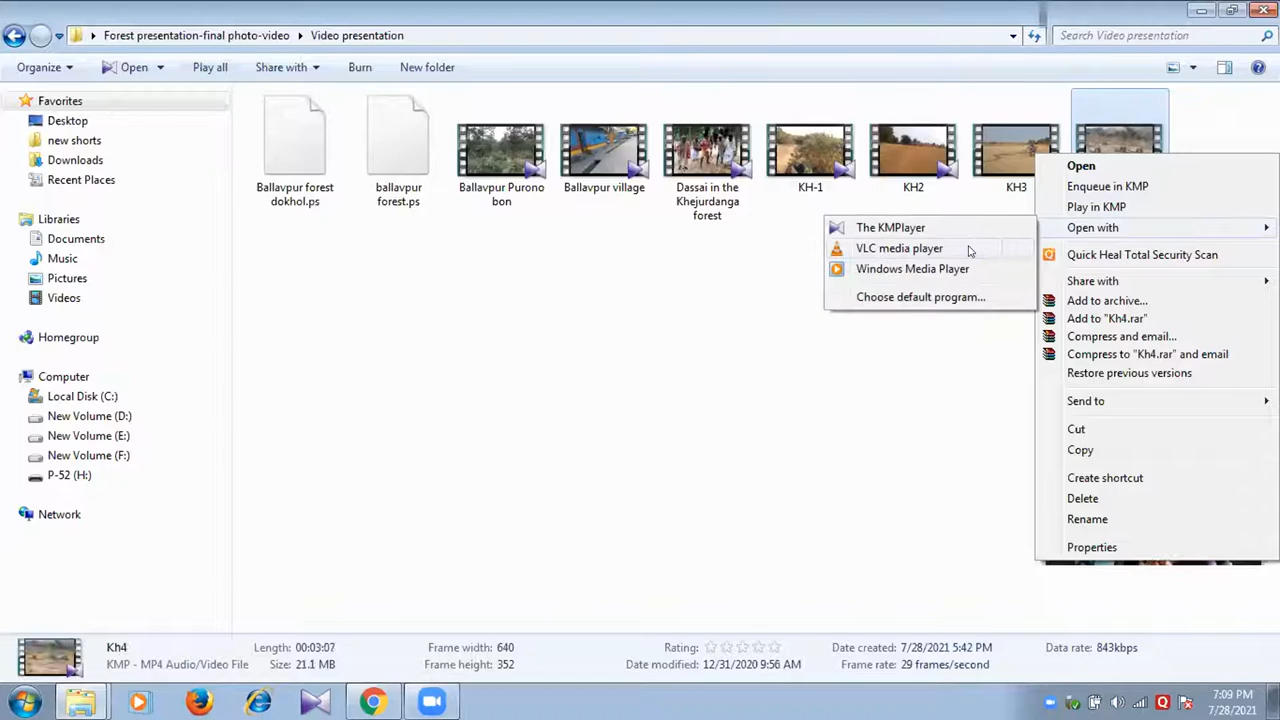 Forest presentation-final photo-video Video presentation Search Video presentation
Organize Open Play all Share with Burn New folder
Favorites
Desktop
new shorts
Downloads
Recent Places
Libraries
Documents
Music
Pictures
Videos
Homegroup
Computer
Local Disk (C:)
New Volume (D:)
New Volume (E:)
New Volume (F:)
P-52 (H:)
Network
Ballavpur forest
dokhol.ps
ballavpur
forest.ps
Ballavpur Purono
bon
Ballavpur village
Dassai in the
Khejurdanga
forest
KH-1
KH2
KH3
Open
Enqueue in KMP
Play in KMP
Open with
Quick Heal Total Security Scan
Share with
Add to archive...
Add to "Kh4.rar"
Compress and email...
Compress to "Kh4.rar" and email
Restore previous versions
Send to
Cut
Copy
Create shortcut
Delete
Rename
Properties
The KMPlayer
VLC media player
Windows Media Player
Choose default program...
Kh4 Length: 00:03:07 Frame width: 640 Rating: Date created: 7/28/2021 5:42 PM Data rate: 843kbps
KMP - MP4 Audio/Video File Size: 21.1 MB Frame height: 352 Date modified: 12/31/2020 9:56 AM Frame rate: 29 frames/second
7:09 PM
7/28/2021